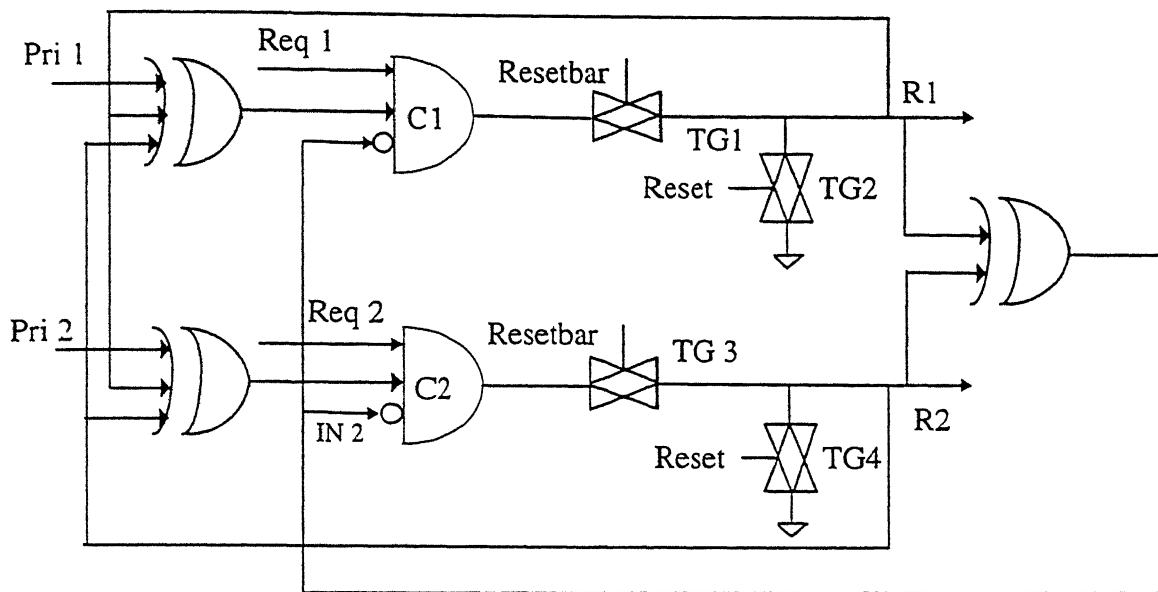 Pri 1
Req 1
C1
Resetbar
TG1
R1
Reset
TG2
Pri 2
Req 2
IN 2
C2
Resetbar
TG 3
R2
Reset
TG4